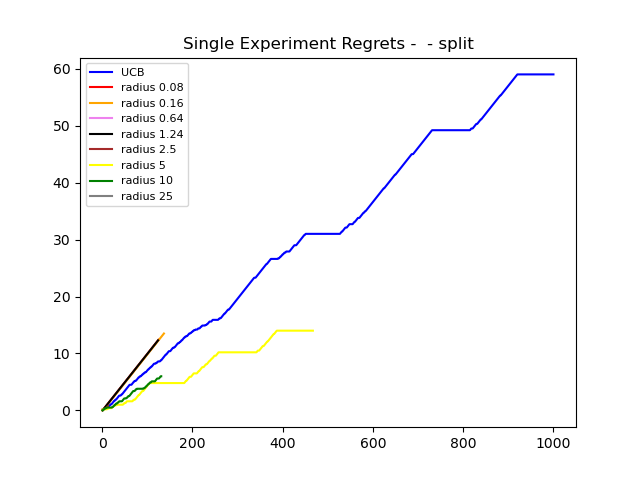 Single Experiment Regrets -  - split
60
50
40
30
20
10
0
UCB
radius 0.08
radius 0.16
radius 0.64
radius 1.24
radius 2.5
radius 5
radius 10
radius 25
0 200 400 600 800 1000